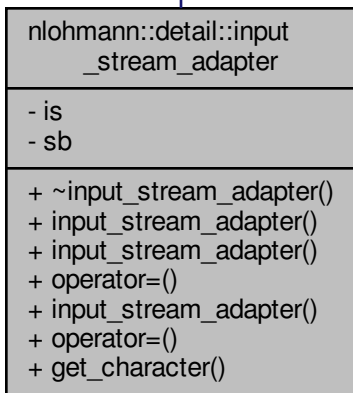 nlohmann::detail::input
_stream_adapter
- is
- sb
+ ~input_stream_adapter()
+ input_stream_adapter()
+ input_stream_adapter()
+ operator=()
+ input_stream_adapter()
+ operator=()
+ get_character()